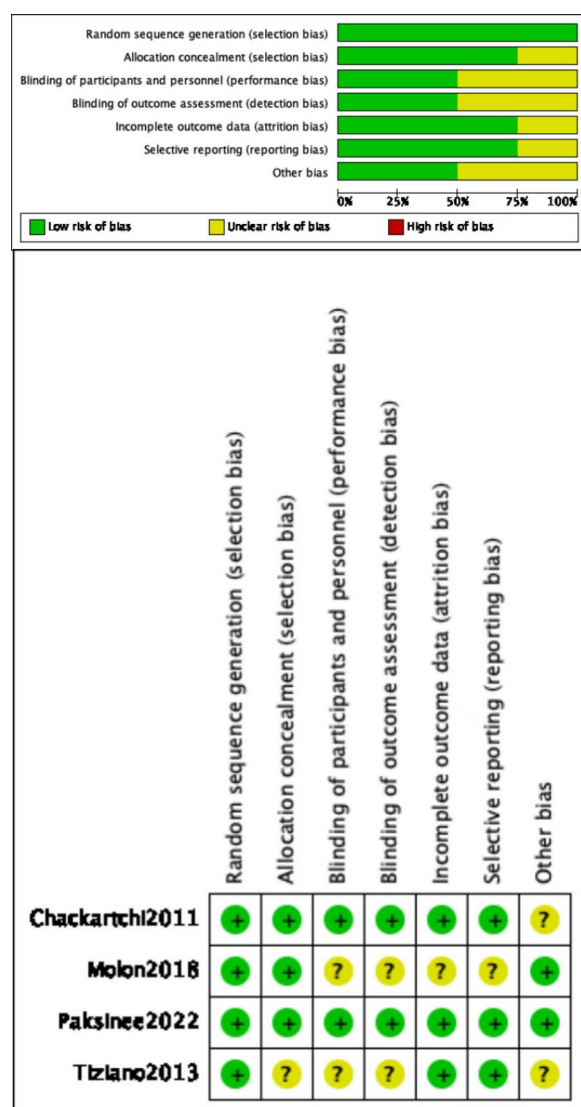 Random sequence generation (selection bias)
Allocation concealment (selection bias)
Blinding of participants and personnel (performance bias)
Blinding of outcome assessment (detection bias)
Incomplete outcome data (attrition bias)
Selective reporting (reporting bias)
Other bias
0% 25% 50% 75% 100%
Low risk of bias Unclear risk of bias High risk of bias
Random sequence generation (selection bias)
Allocation concealment (selection bias)
Blinding of participants and personnel (performance bias)
Blinding of outcome assessment (detection bias)
Incomplete outcome data (attrition bias)
Selective reporting (reporting bias)
Other bias
Chackartchi2011 + + + + + + ?
Molon2018 + + ? ? ? ? +
Paksinee2022 + + + + + + +
Tiziano2013 + ? ? ? + + ?